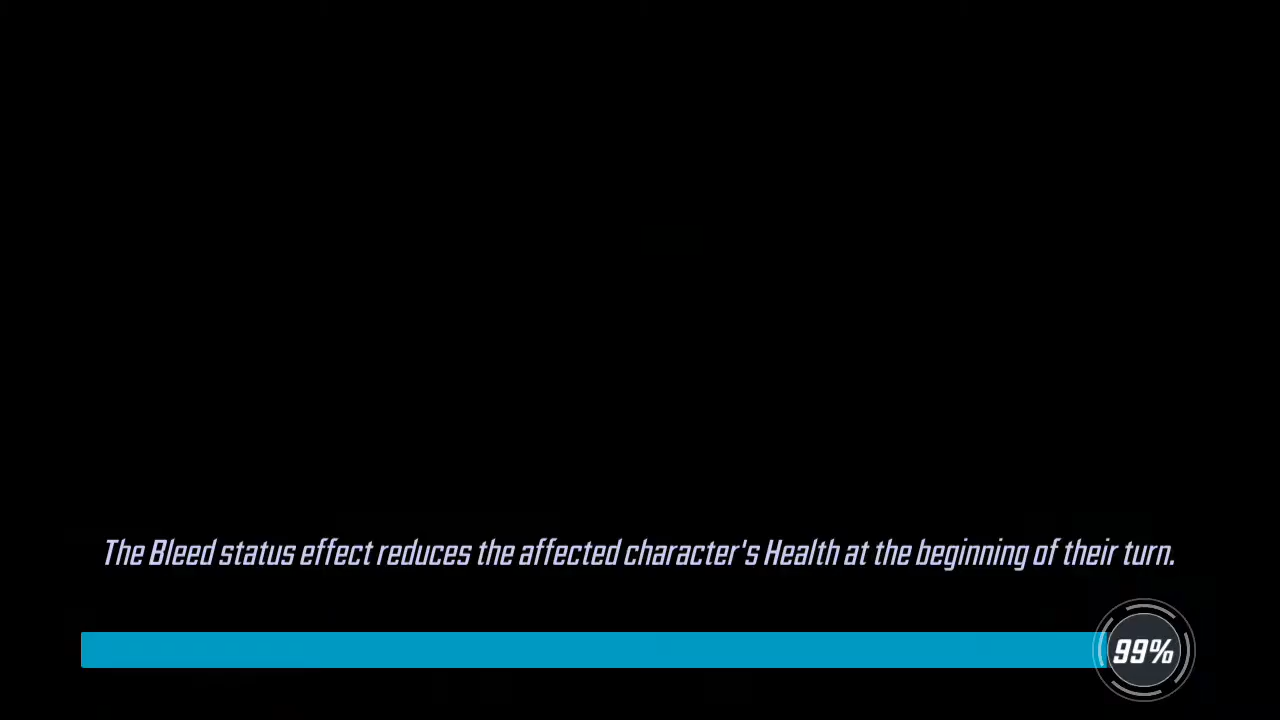 The Bleed status effect reduces the affected character's Health at the beginning of their turn.
99%